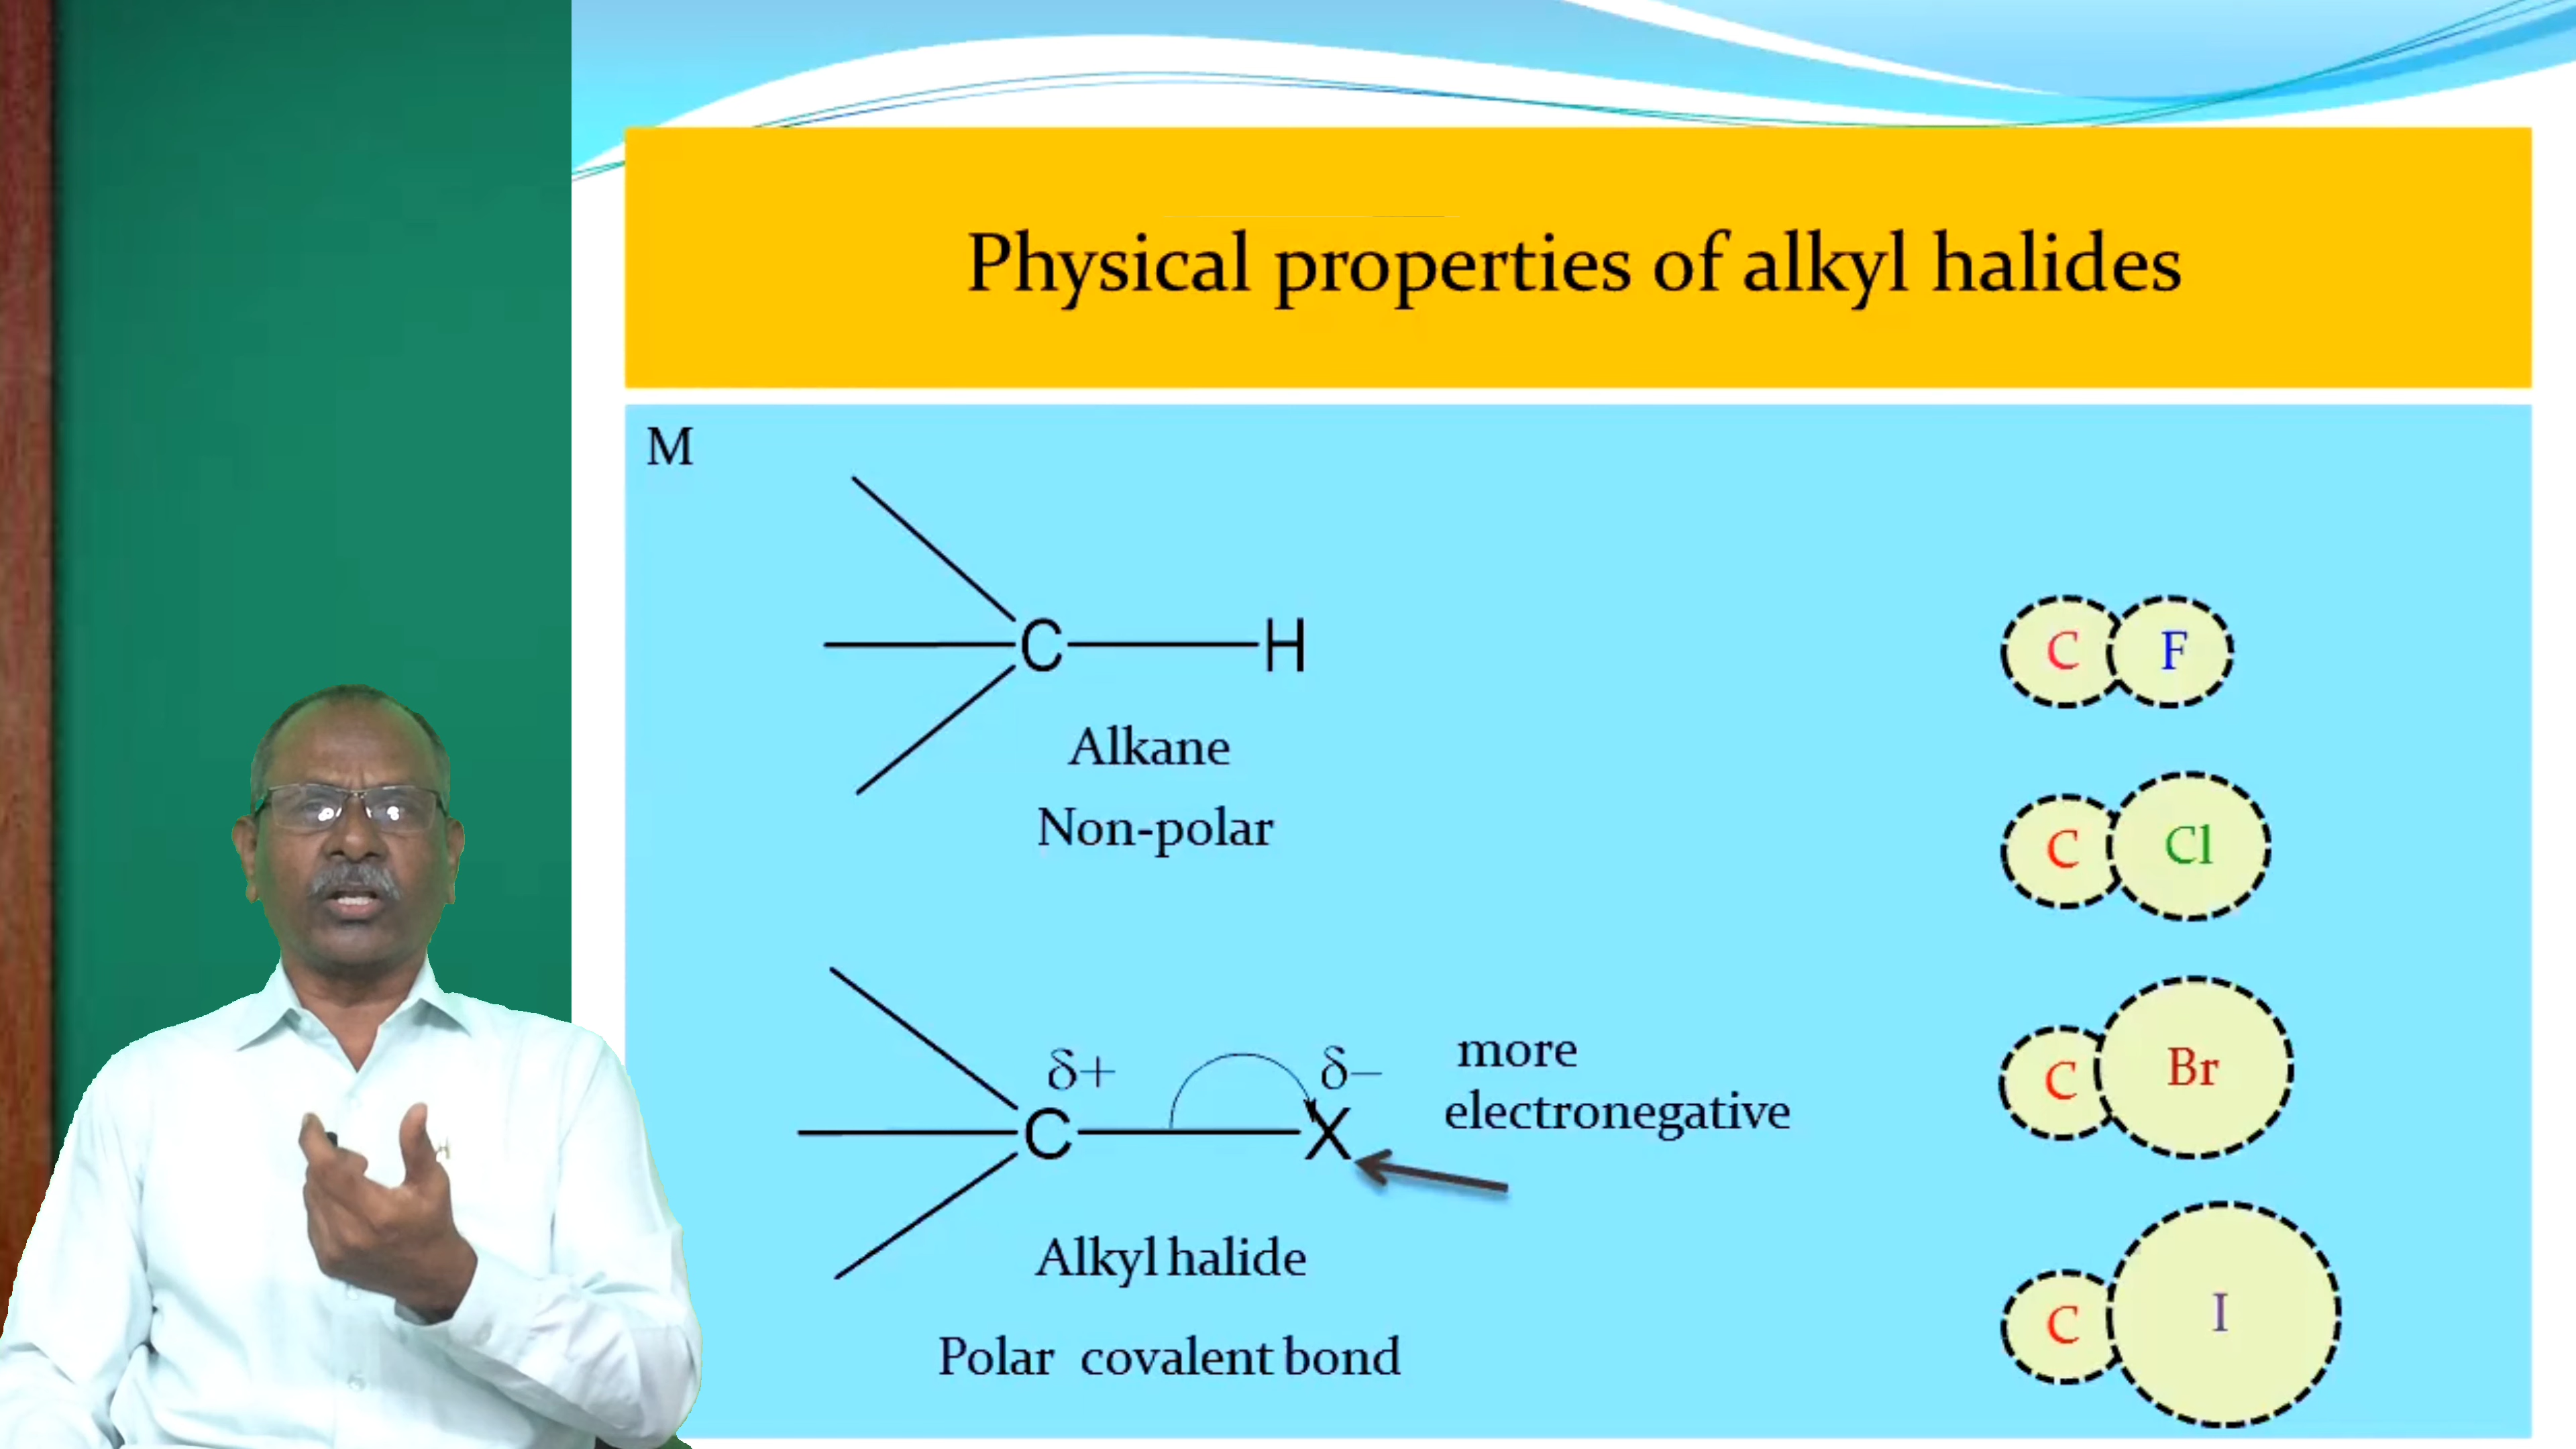 Physical properties of alkyl halides
M
C H
Alkane
Non-polar
δ+ δ−
C X
more
electronegative
Alkyl halide
Polar covalent bond
C F
C Cl
C Br
C I